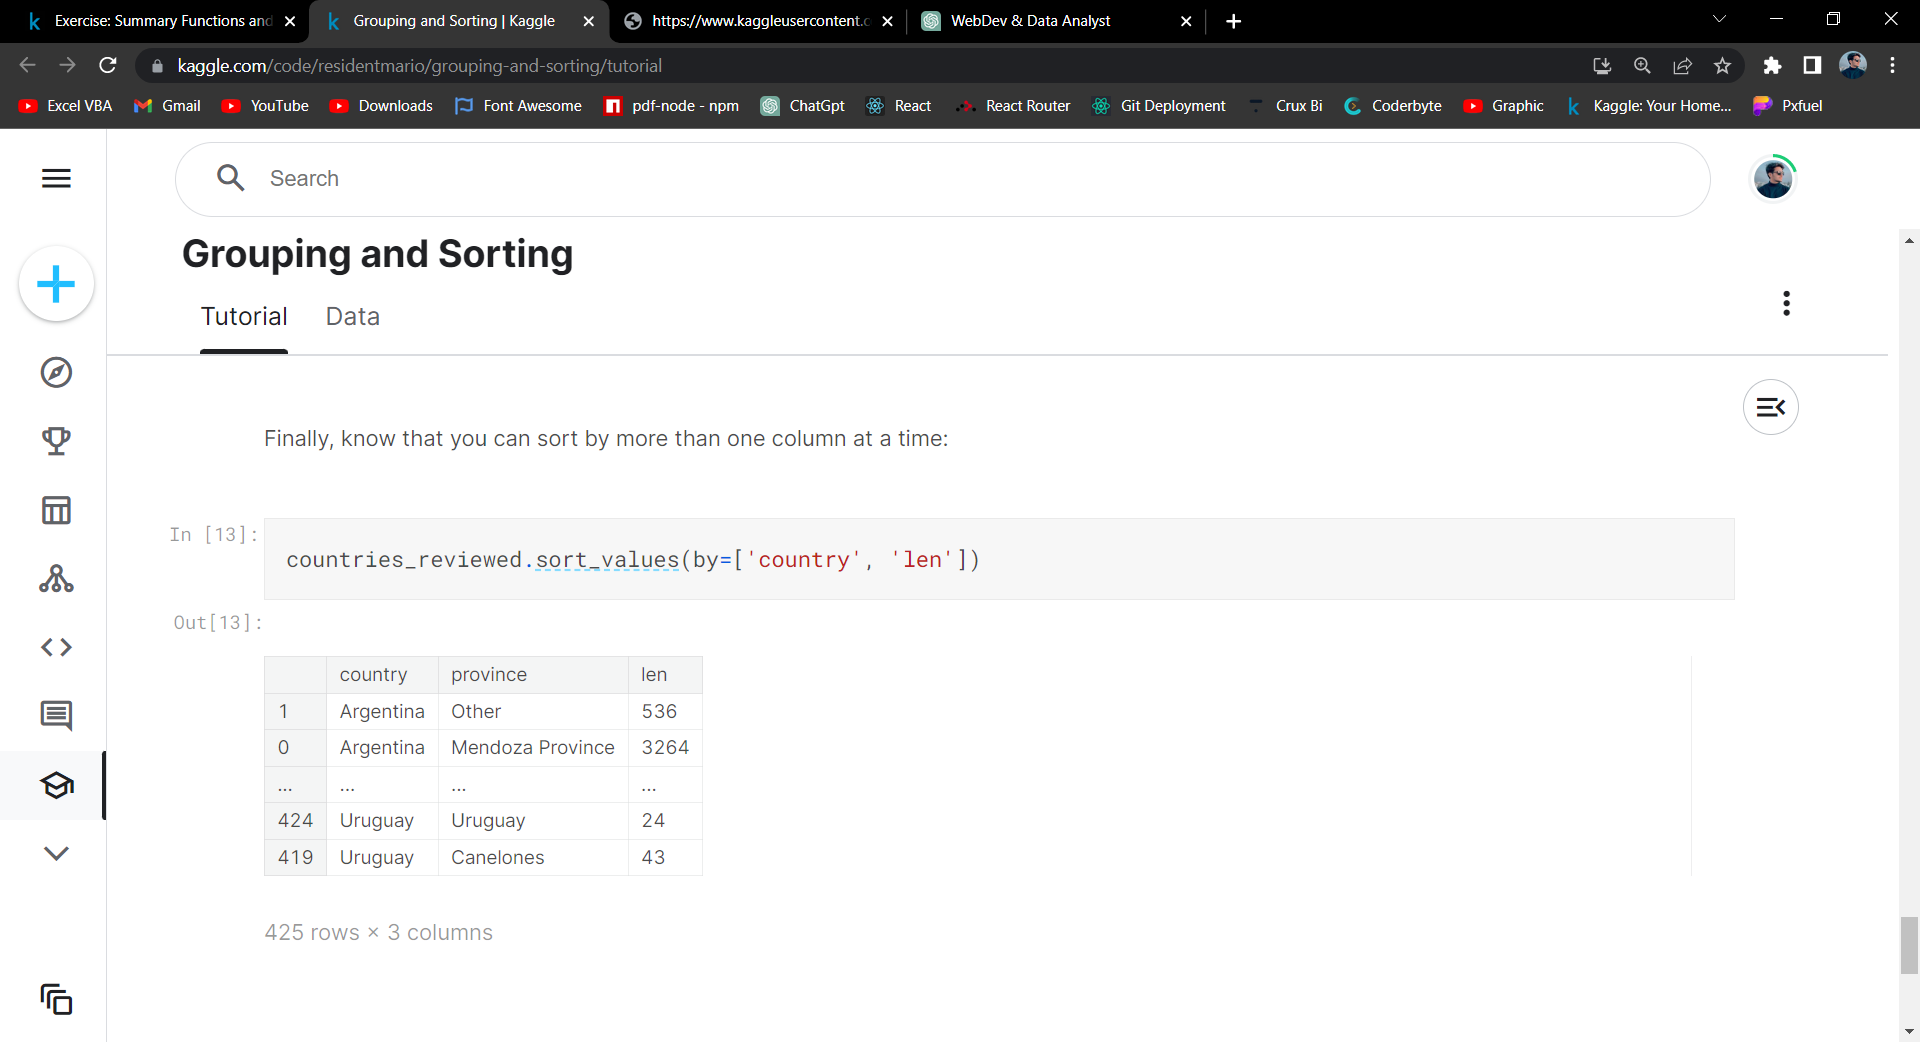 Exercise: Summary Functions and
Grouping and Sorting | Kaggle
https://www.kaggleusercontent.c
WebDev & Data Analyst
kaggle.com/code/residentmario/grouping-and-sorting/tutorial
Excel VBA
Gmail
YouTube
Downloads
Font Awesome
pdf-node - npm
ChatGpt
React
React Router
Git Deployment
Crux Bi
Coderbyte
Graphic
Kaggle: Your Home...
Pxfuel
Search
Grouping and Sorting
Tutorial Data
Finally, know that you can sort by more than one column at a time:
In [13]:
countries_reviewed.sort_values(by=['country', 'len'])
Out[13]:
country province len
1 Argentina Other 536
0 Argentina Mendoza Province 3264
... ... ... ...
424 Uruguay Uruguay 24
419 Uruguay Canelones 43
425 rows × 3 columns